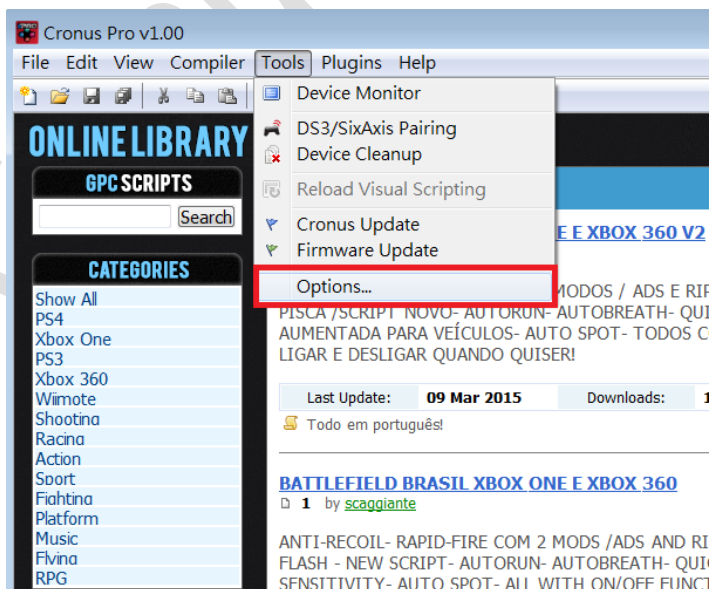 Cronus Pro v1.00
File Edit View Compiler Tools Plugins Help
Device Monitor
DS3/SixAxis Pairing
Device Cleanup
Reload Visual Scripting
Cronus Update
Firmware Update
Options...
ONLINE LIBRARY
GPC SCRIPTS
Search
CATEGORIES
Show All
PS4
Xbox One
PS3
Xbox 360
Wiimote
Shooting
Racing
Action
Sport
Fighting
Platform
Music
Flying
RPG
E E XBOX 360 V2
MODOS / ADS E
PISCA /SCRIPT NOVO- AUTORUN- AUTOBREATH-
AUMENTADA PARA VEÍCULOS- AUTO SPOT- TODOS
LIGAR E DESLIGAR QUANDO QUISER!
Last Update: 09 Mar 2015 Downloads:
Todo em português!
BATTLEFIELD BRASIL XBOX ONE E XBOX 360
1 by scaggiante
ANTI-RECOIL- RAPID-FIRE COM 2 MODS /ADS AND
FLASH - NEW SCRIPT- AUTORUN- AUTOBREATH-
SENSITIVITY- AUTO SPOT- ALL WITH ON/OFF